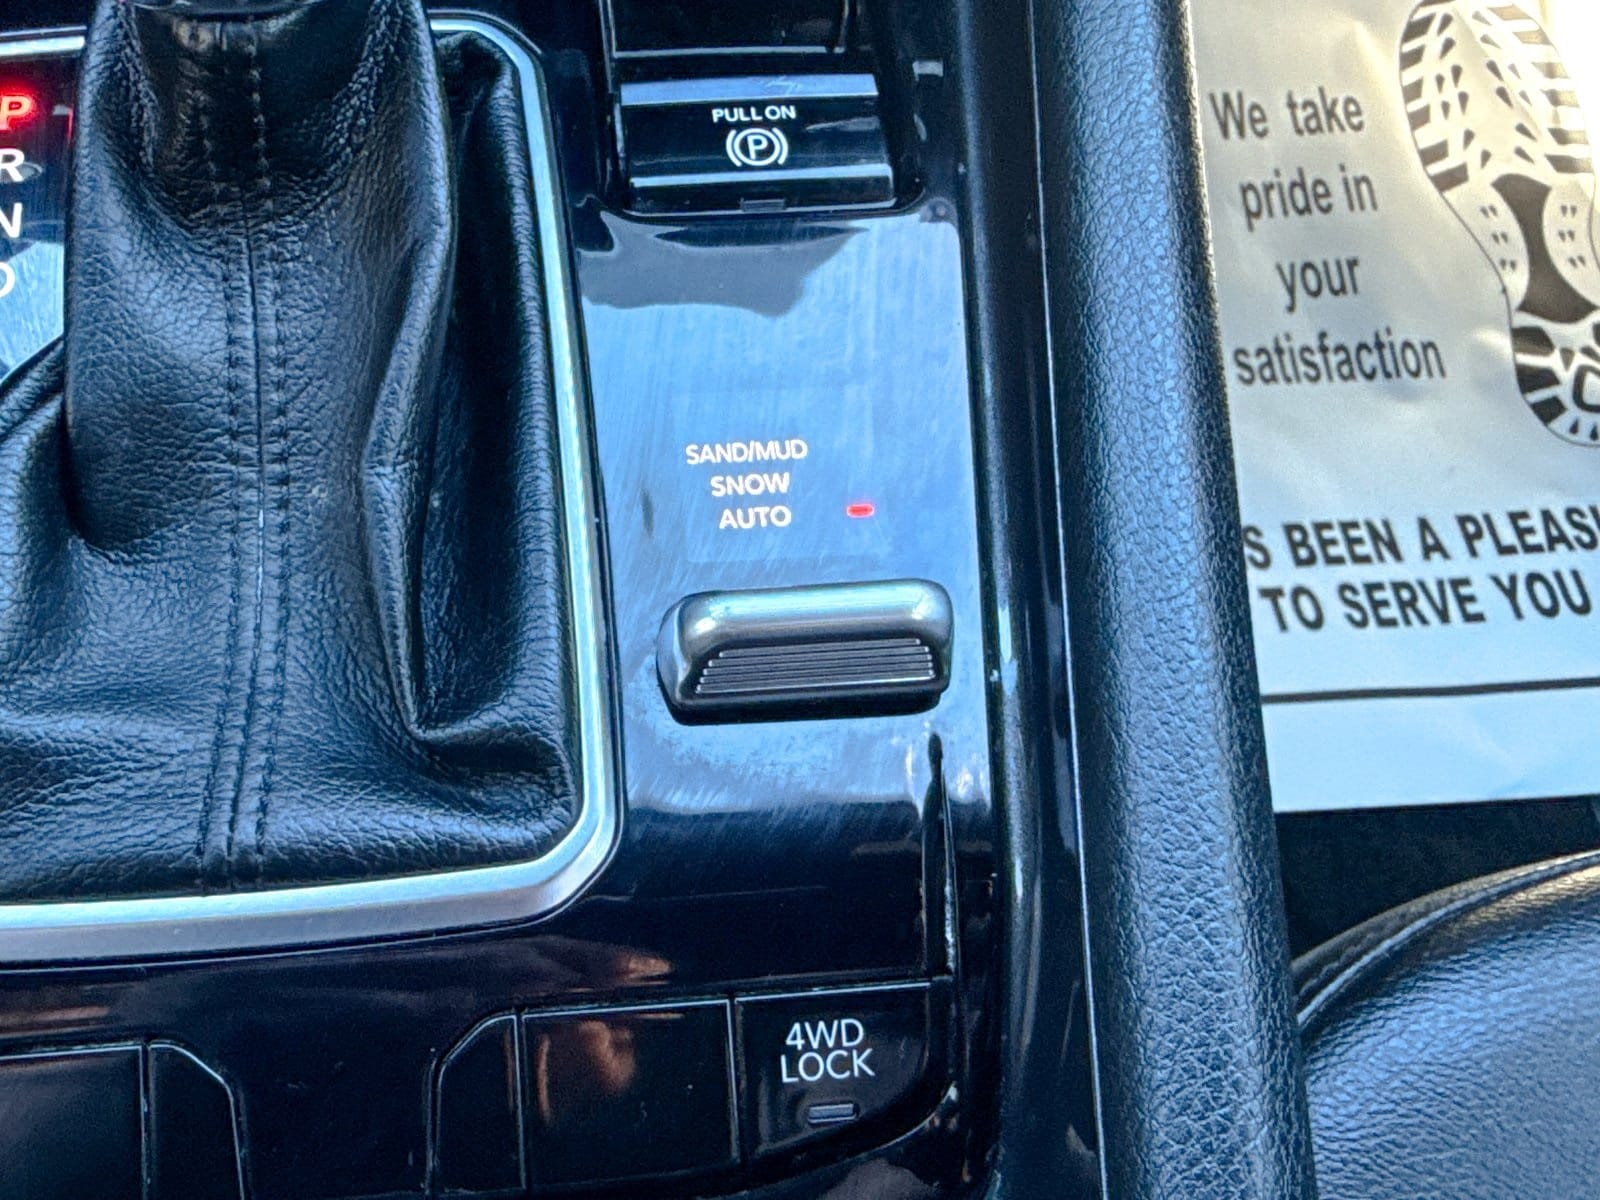 P
R
N
D
PULL ON
(P)
SAND/MUD
SNOW
AUTO
4WD
LOCK
We take
pride in
your
satisfaction
S BEEN A PLEAS
TO SERVE YOU